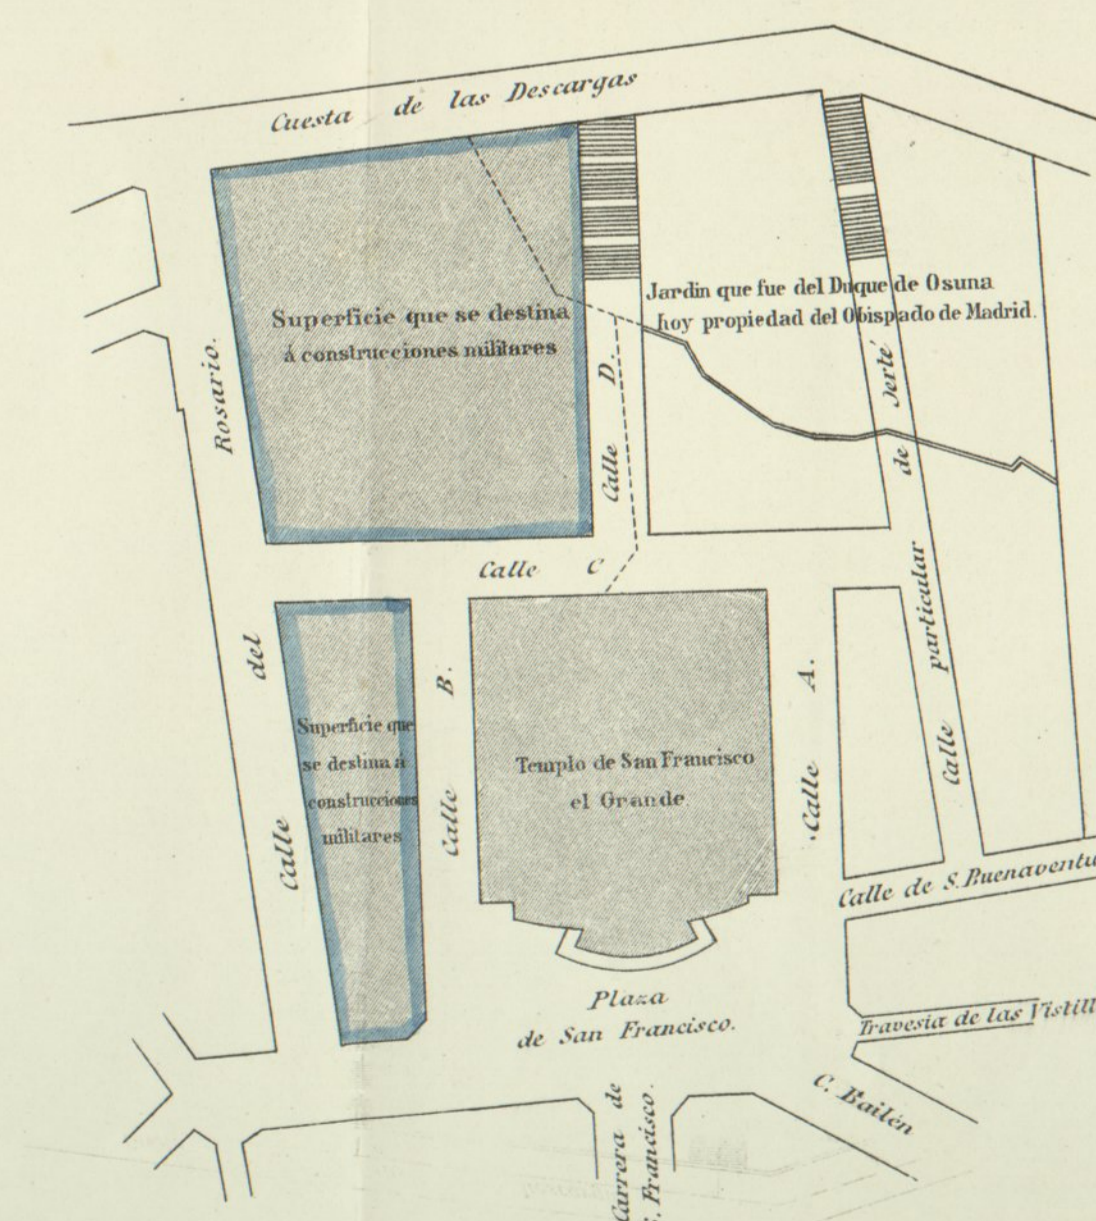 Cuesta de las Descargas
Superficie que se destina
á construcciones militares
Jardin que fue del Duque de Osuna
hoy propiedad del Obispado de Madrid.
Calle del Rosario.
Calle D.
Calle particular de Jerté
Calle C
Superficie que
se destina á
construcciones
militares
Calle B.
Templo de San Francisco
el Grande.
Calle A.
Calle de S. Buenaventu
Plaza
de San Francisco.
Travesia de las Vistill
C. Bailén
Carrera de
S. Francisco.